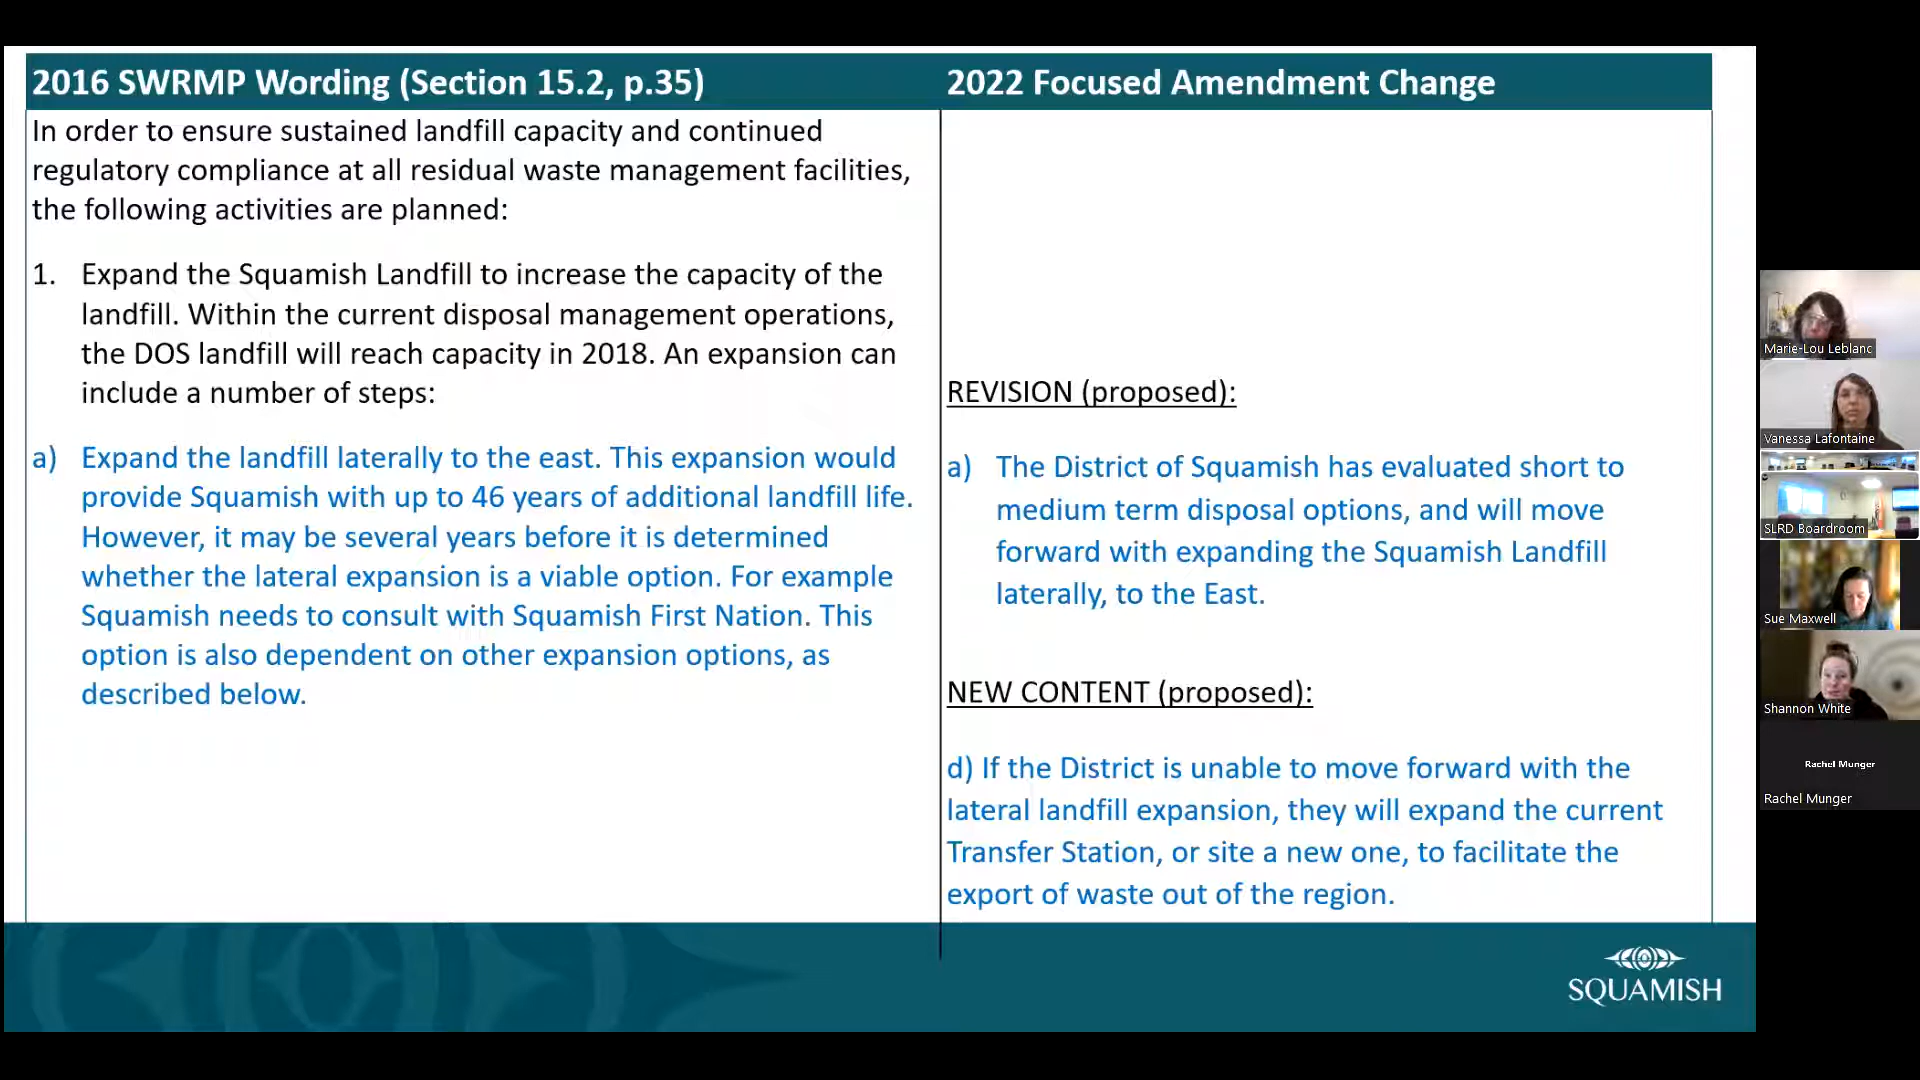 2016 SWRMP Wording (Section 15.2, p.35)
In order to ensure sustained landfill capacity and continued
regulatory compliance at all residual waste management facilities,
the following activities are planned:
1. Expand the Squamish Landfill to increase the capacity of the
landfill. Within the current disposal management operations,
the DOS landfill will reach capacity in 2018. An expansion can
include a number of steps:
a) Expand the landfill laterally to the east. This expansion would
provide Squamish with up to 46 years of additional landfill life.
However, it may be several years before it is determined
whether the lateral expansion is a viable option. For example
Squamish needs to consult with Squamish First Nation. This
option is also dependent on other expansion options, as
described below.
2022 Focused Amendment Change
REVISION (proposed):
a) The District of Squamish has evaluated short to
medium term disposal options, and will move
forward with expanding the Squamish Landfill
laterally, to the East.
NEW CONTENT (proposed):
d) If the District is unable to move forward with the
lateral landfill expansion, they will expand the current
Transfer Station, or site a new one, to facilitate the
export of waste out of the region.
SQUAMISH
Marie-Lou Leblanc
Vanessa Lafontaine
SLRD Boardroom
Sue Maxwell
Shannon White
Rachel Munger
Rachel Munger